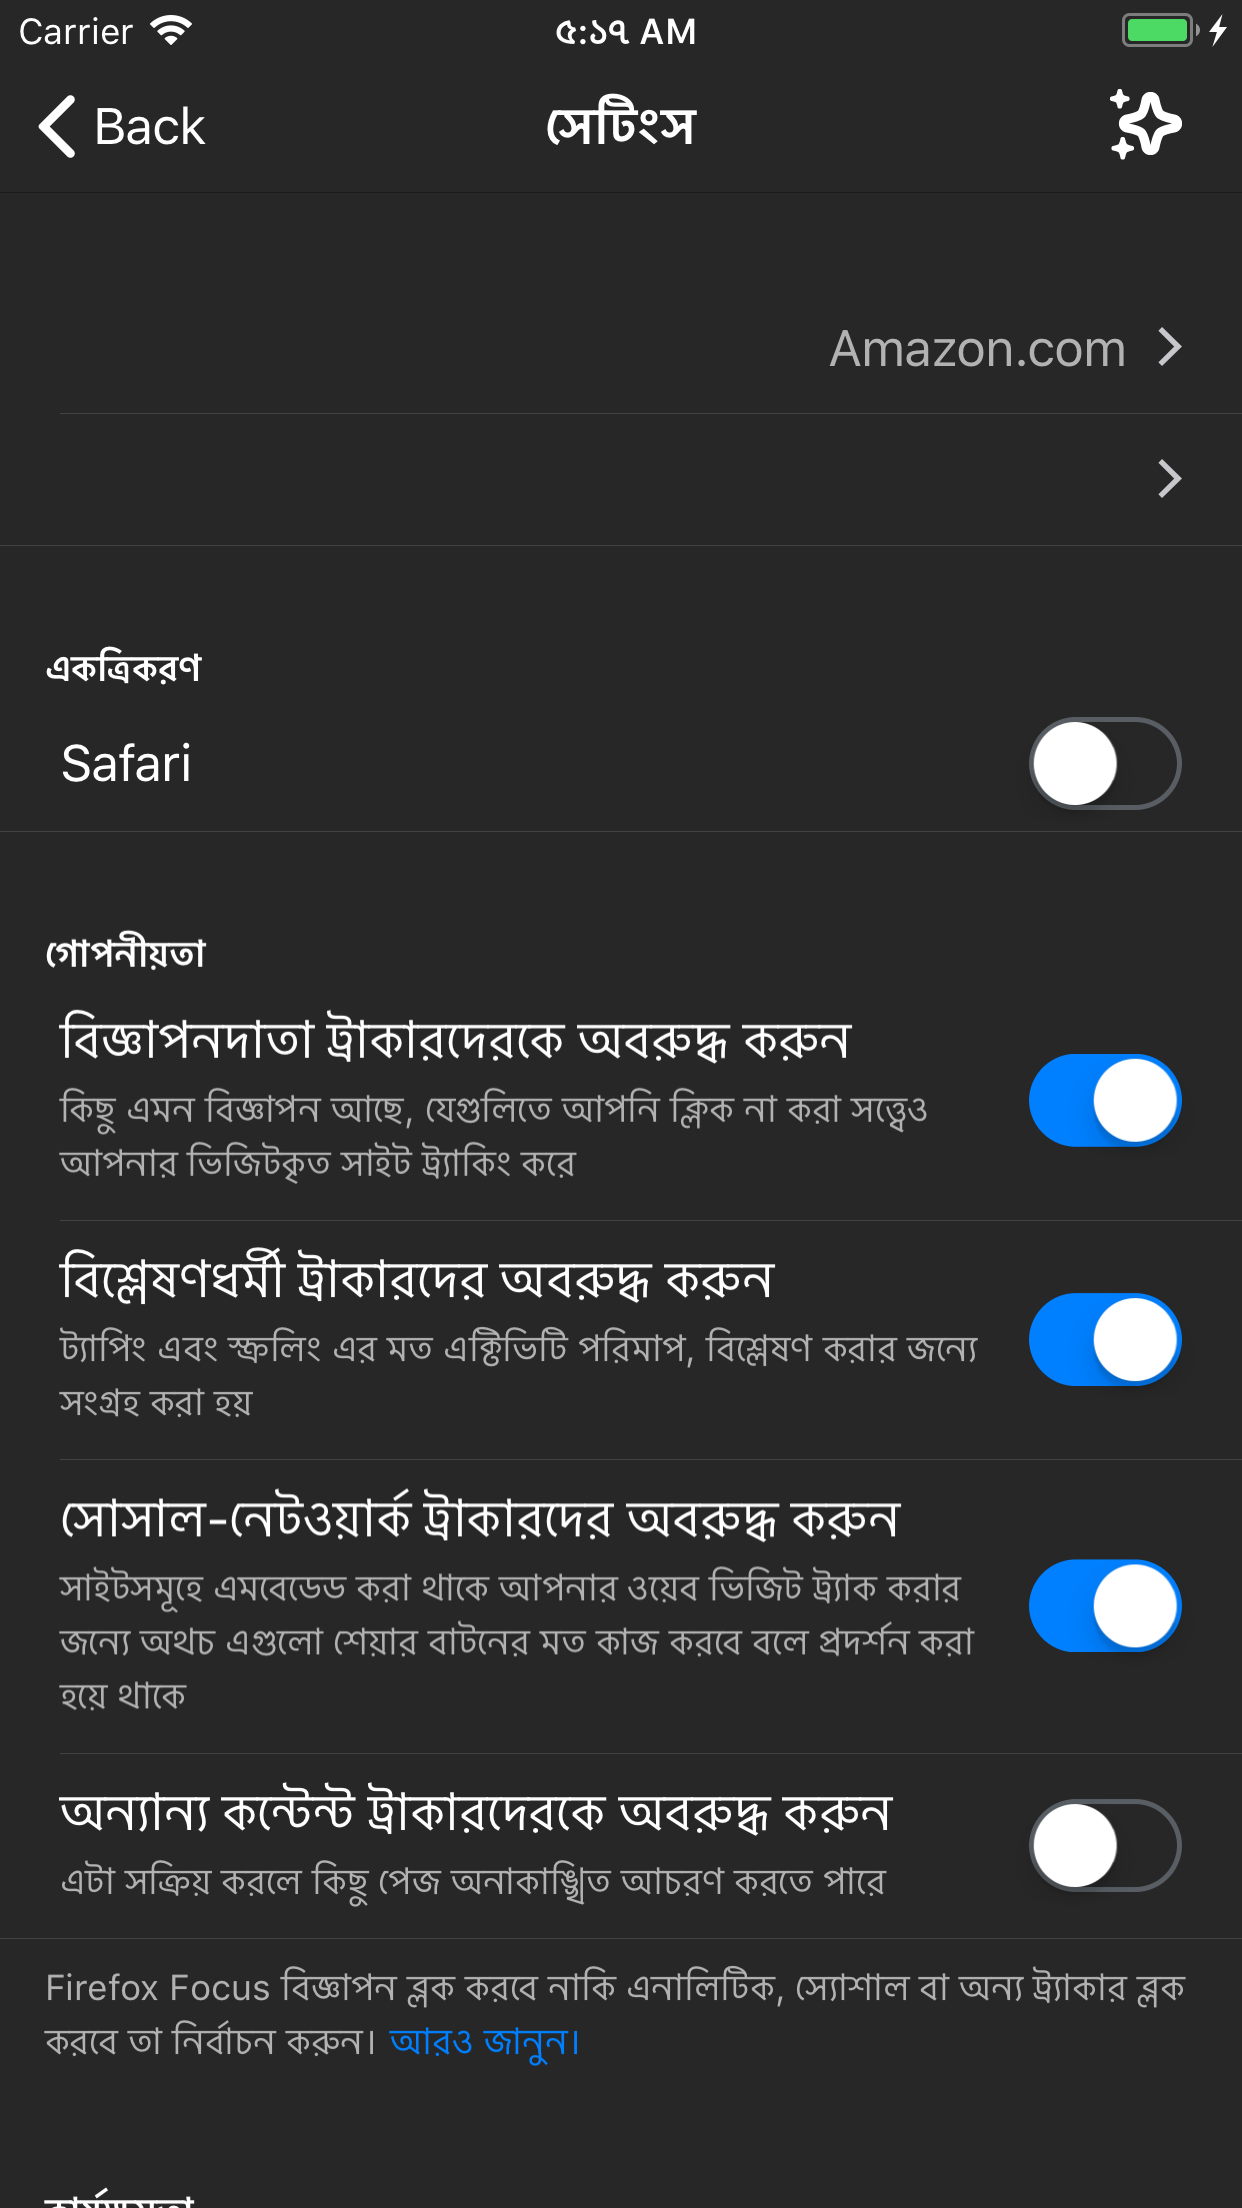 Carrier ৫:১৭ AM
Back সেটিংস
Amazon.com
একত্রিকরণ
Safari
গোপনীয়তা
বিজ্ঞাপনদাতা ট্রাকারদেরকে অবরুদ্ধ করুন
কিছু এমন বিজ্ঞাপন আছে, যেগুলিতে আপনি ক্লিক না করা সত্ত্বেও
আপনার ভিজিটকৃত সাইট ট্র্যাকিং করে
বিশ্লেষণধর্মী ট্রাকারদের অবরুদ্ধ করুন
ট্যাপিং এবং স্ক্রলিং এর মত এক্টিভিটি পরিমাপ, বিশ্লেষণ করার জন্যে
সংগ্রহ করা হয়
সোসাল-নেটওয়ার্ক ট্রাকারদের অবরুদ্ধ করুন
সাইটসমূহে এমবেডেড করা থাকে আপনার ওয়েব ভিজিট ট্র্যাক করার
জন্যে অথচ এগুলো শেয়ার বাটনের মত কাজ করবে বলে প্রদর্শন করা
হয়ে থাকে
অন্যান্য কন্টেন্ট ট্রাকারদেরকে অবরুদ্ধ করুন
এটা সক্রিয় করলে কিছু পেজ অনাকাঙ্খিত আচরণ করতে পারে
Firefox Focus বিজ্ঞাপন ব্লক করবে নাকি এনালিটিক, স্যোশাল বা অন্য ট্র্যাকার ব্লক
করবে তা নির্বাচন করুন। আরও জানুন।